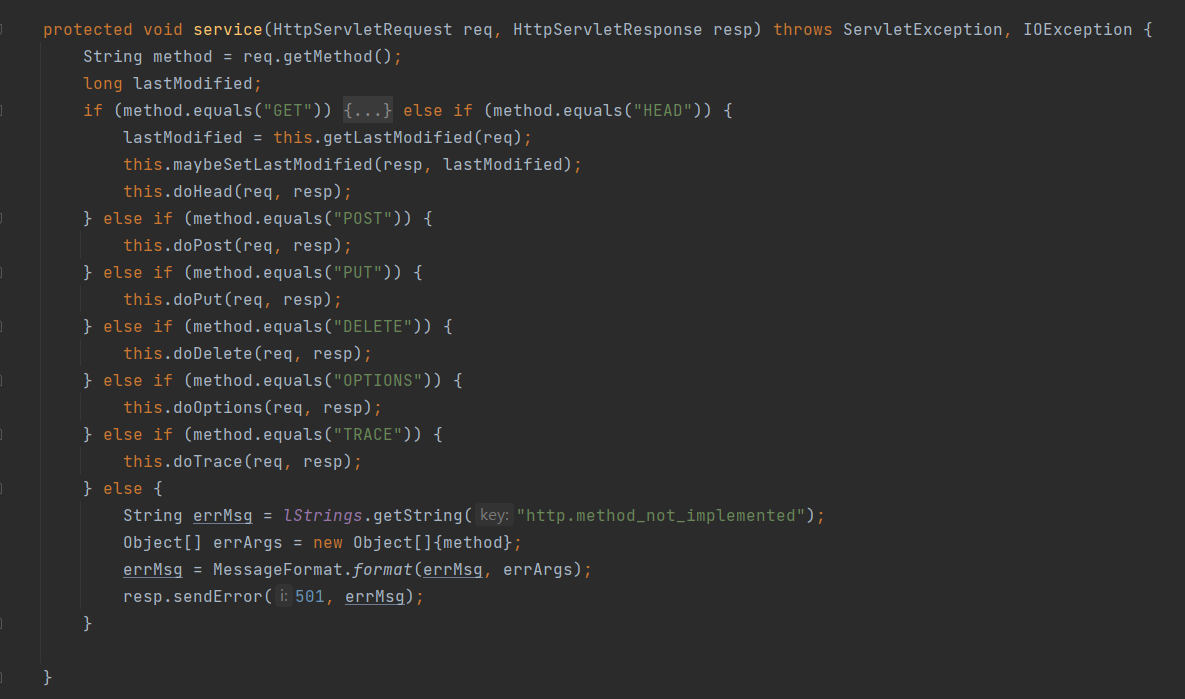 protected void service(HttpServletRequest req, HttpServletResponse resp) throws ServletException, IOException {
    String method = req.getMethod();
    long lastModified;
    if (method.equals("GET")) {...} else if (method.equals("HEAD")) {
        lastModified = this.getLastModified(req);
        this.maybeSetLastModified(resp, lastModified);
        this.doHead(req, resp);
    } else if (method.equals("POST")) {
        this.doPost(req, resp);
    } else if (method.equals("PUT")) {
        this.doPut(req, resp);
    } else if (method.equals("DELETE")) {
        this.doDelete(req, resp);
    } else if (method.equals("OPTIONS")) {
        this.doOptions(req, resp);
    } else if (method.equals("TRACE")) {
        this.doTrace(req, resp);
    } else {
        String errMsg = lStrings.getString( key: "http.method_not_implemented");
        Object[] errArgs = new Object[]{method};
        errMsg = MessageFormat.format(errMsg, errArgs);
        resp.sendError( i: 501, errMsg);
    }
}